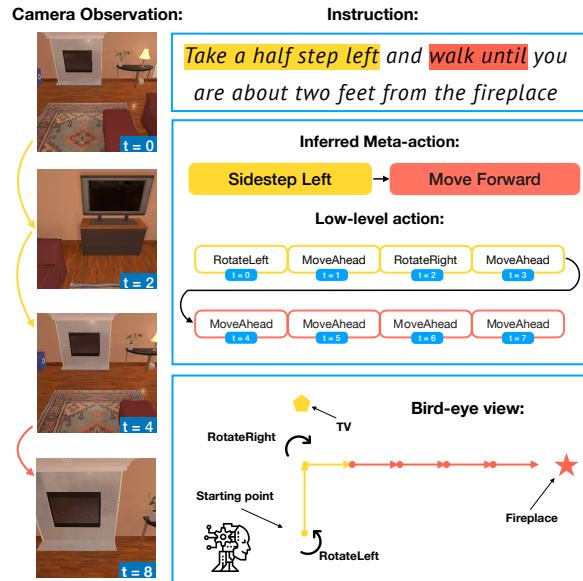 Camera Observation:
Instruction:
t = 0
t = 2
t = 4
t = 8
Take a half step left and walk until you
are about two feet from the fireplace
Inferred Meta-action:
Sidestep Left
Move Forward
Low-level action:
RotateLeft
MoveAhead
RotateRight
MoveAhead
t = 0
t = 1
t = 2
t = 3
MoveAhead
MoveAhead
MoveAhead
MoveAhead
t = 4
t = 5
t = 6
t = 7
Bird-eye view:
TV
RotateRight
Starting point
Fireplace
RotateLeft